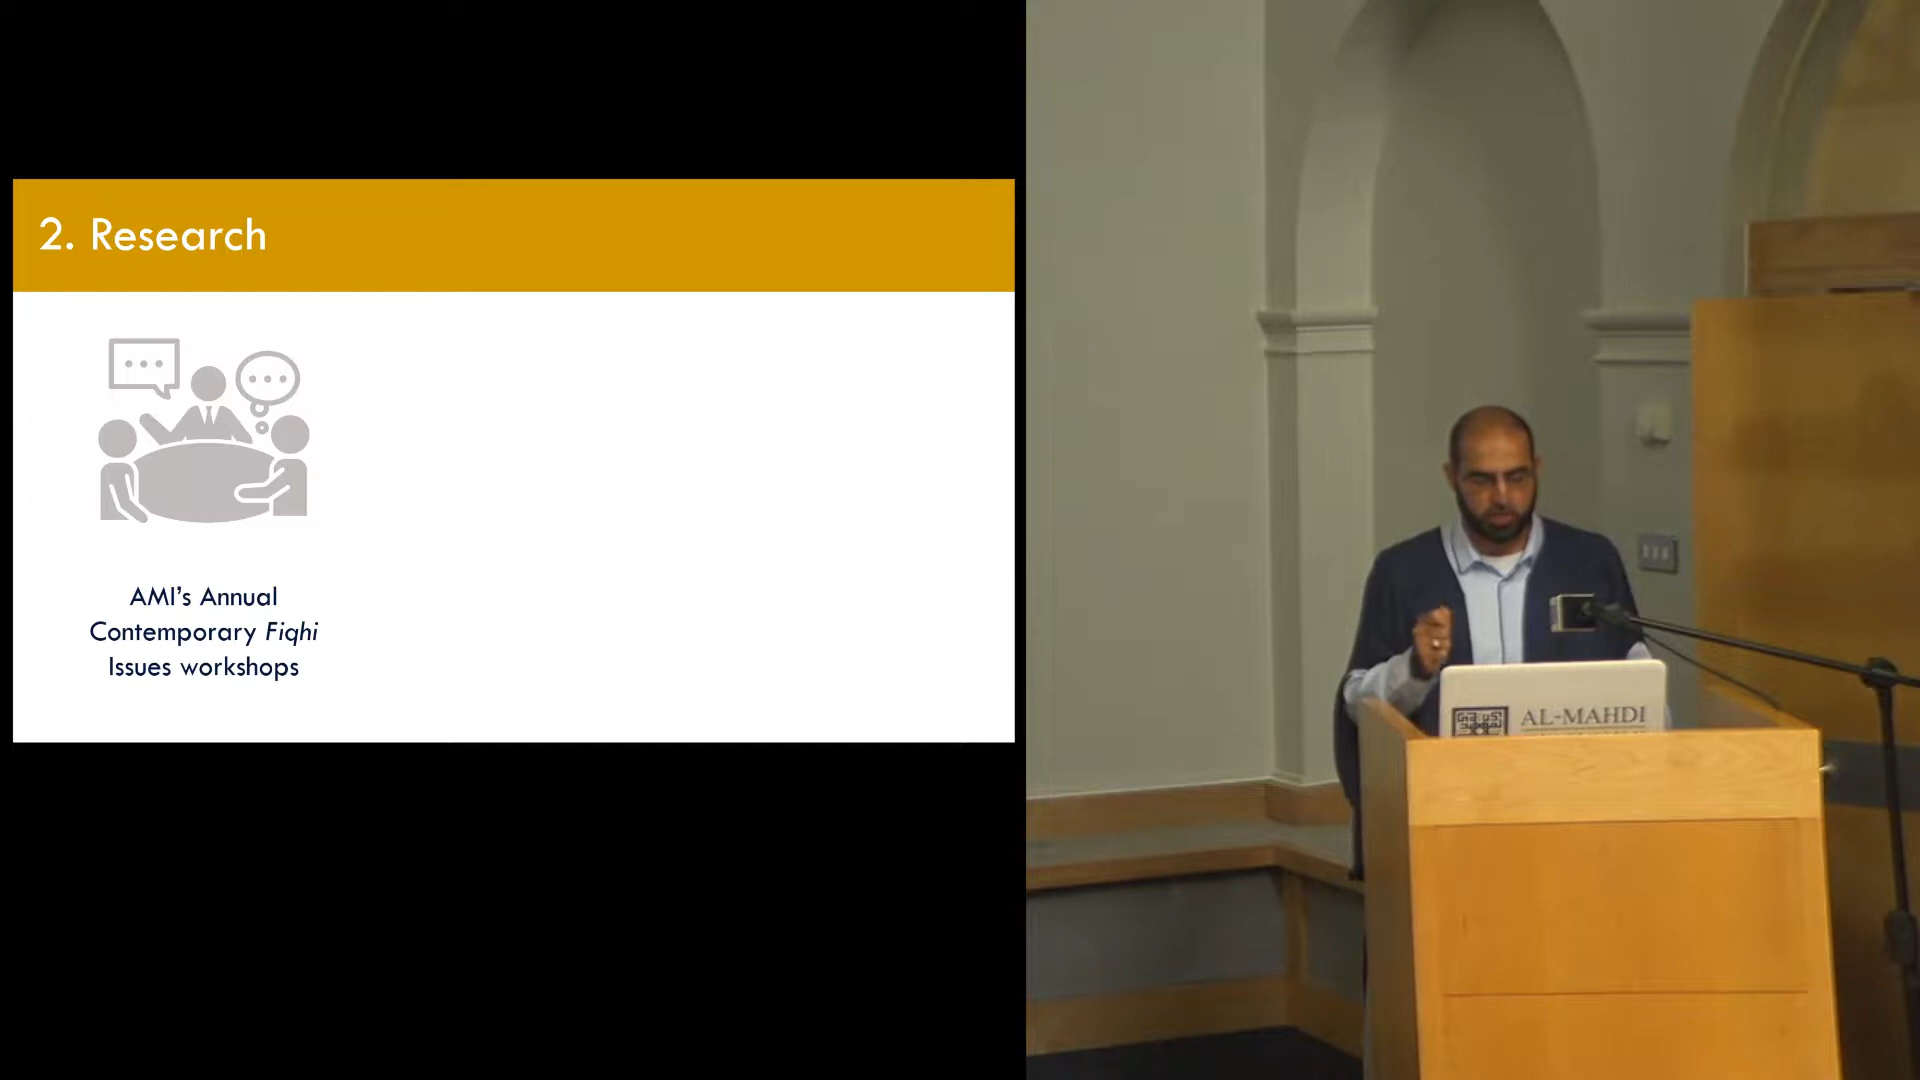 2. Research
AMI's Annual
Contemporary Fiqhi
Issues workshops
AL-MAHDI